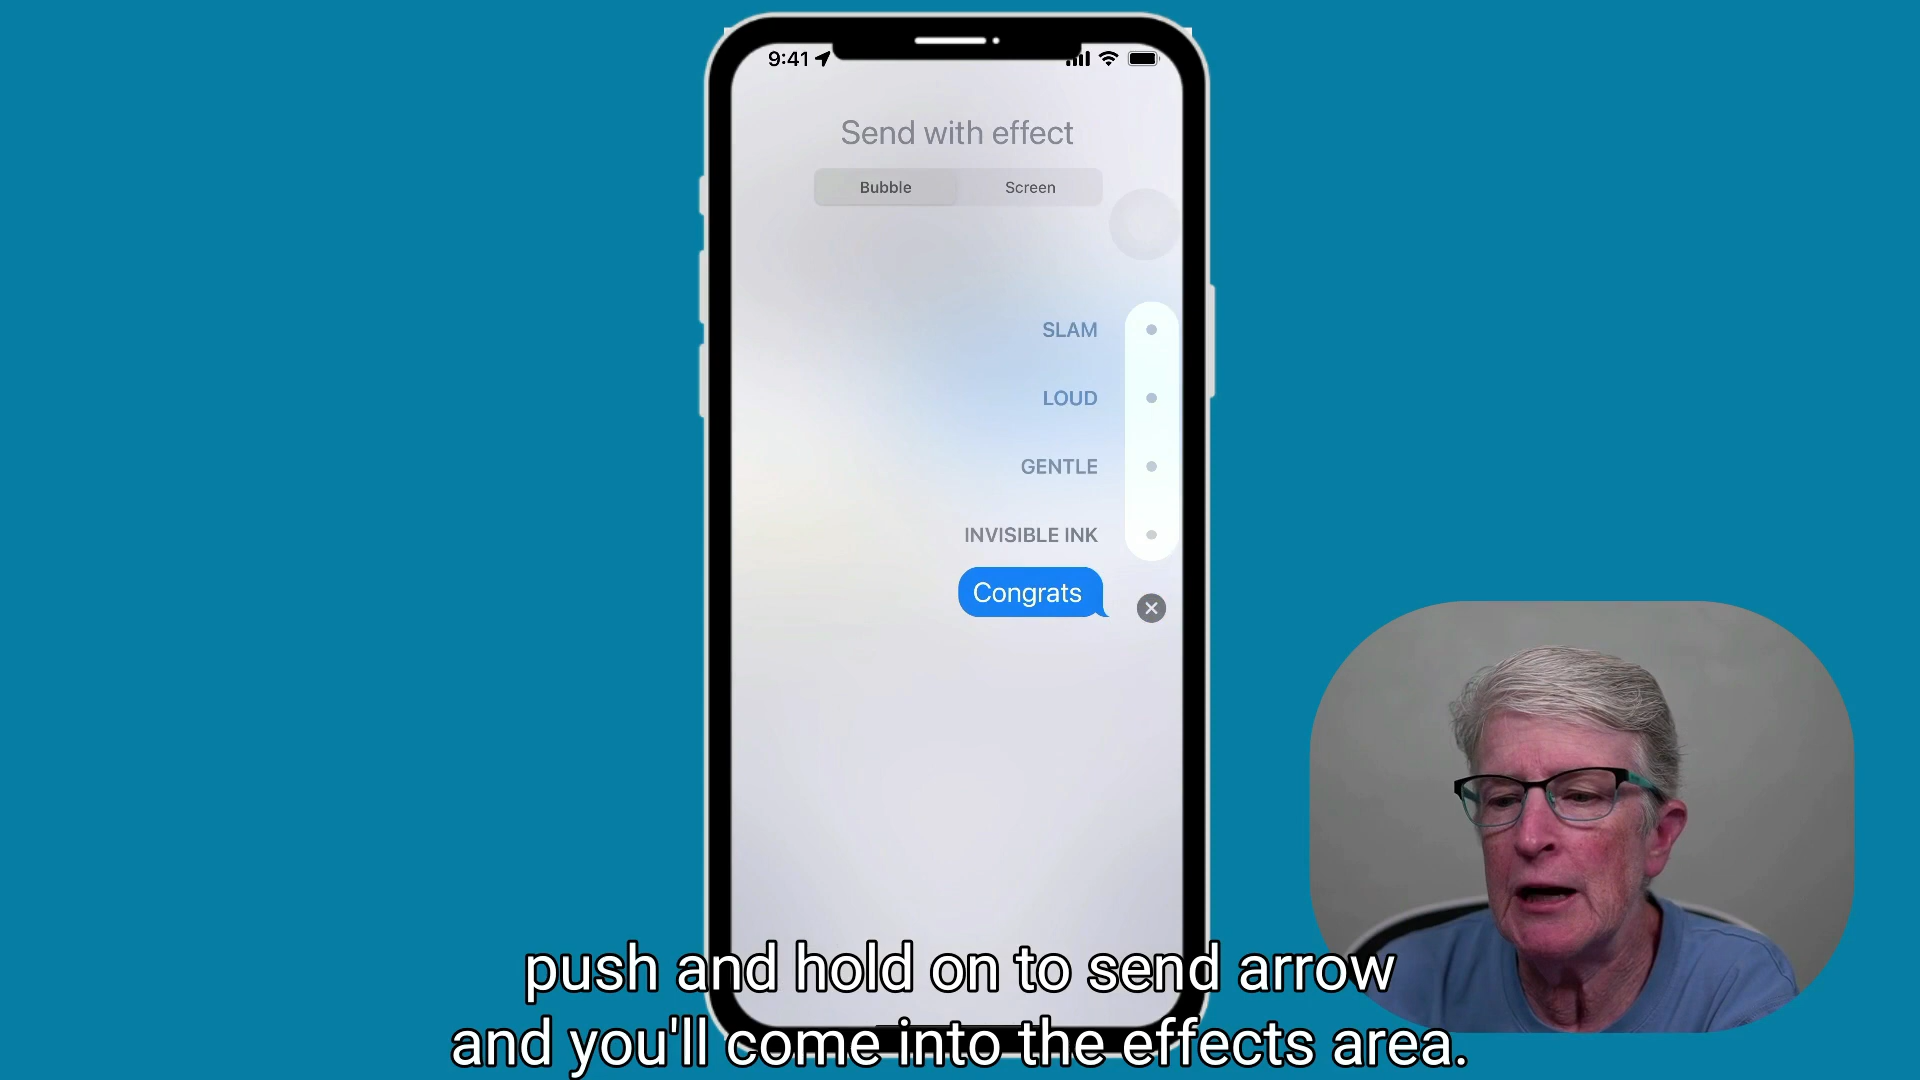 9:41
Send with effect
Bubble Screen
SLAM
LOUD
GENTLE
INVISIBLE INK
Congrats
push and hold on to send arrow
and you'll come into the effects area.